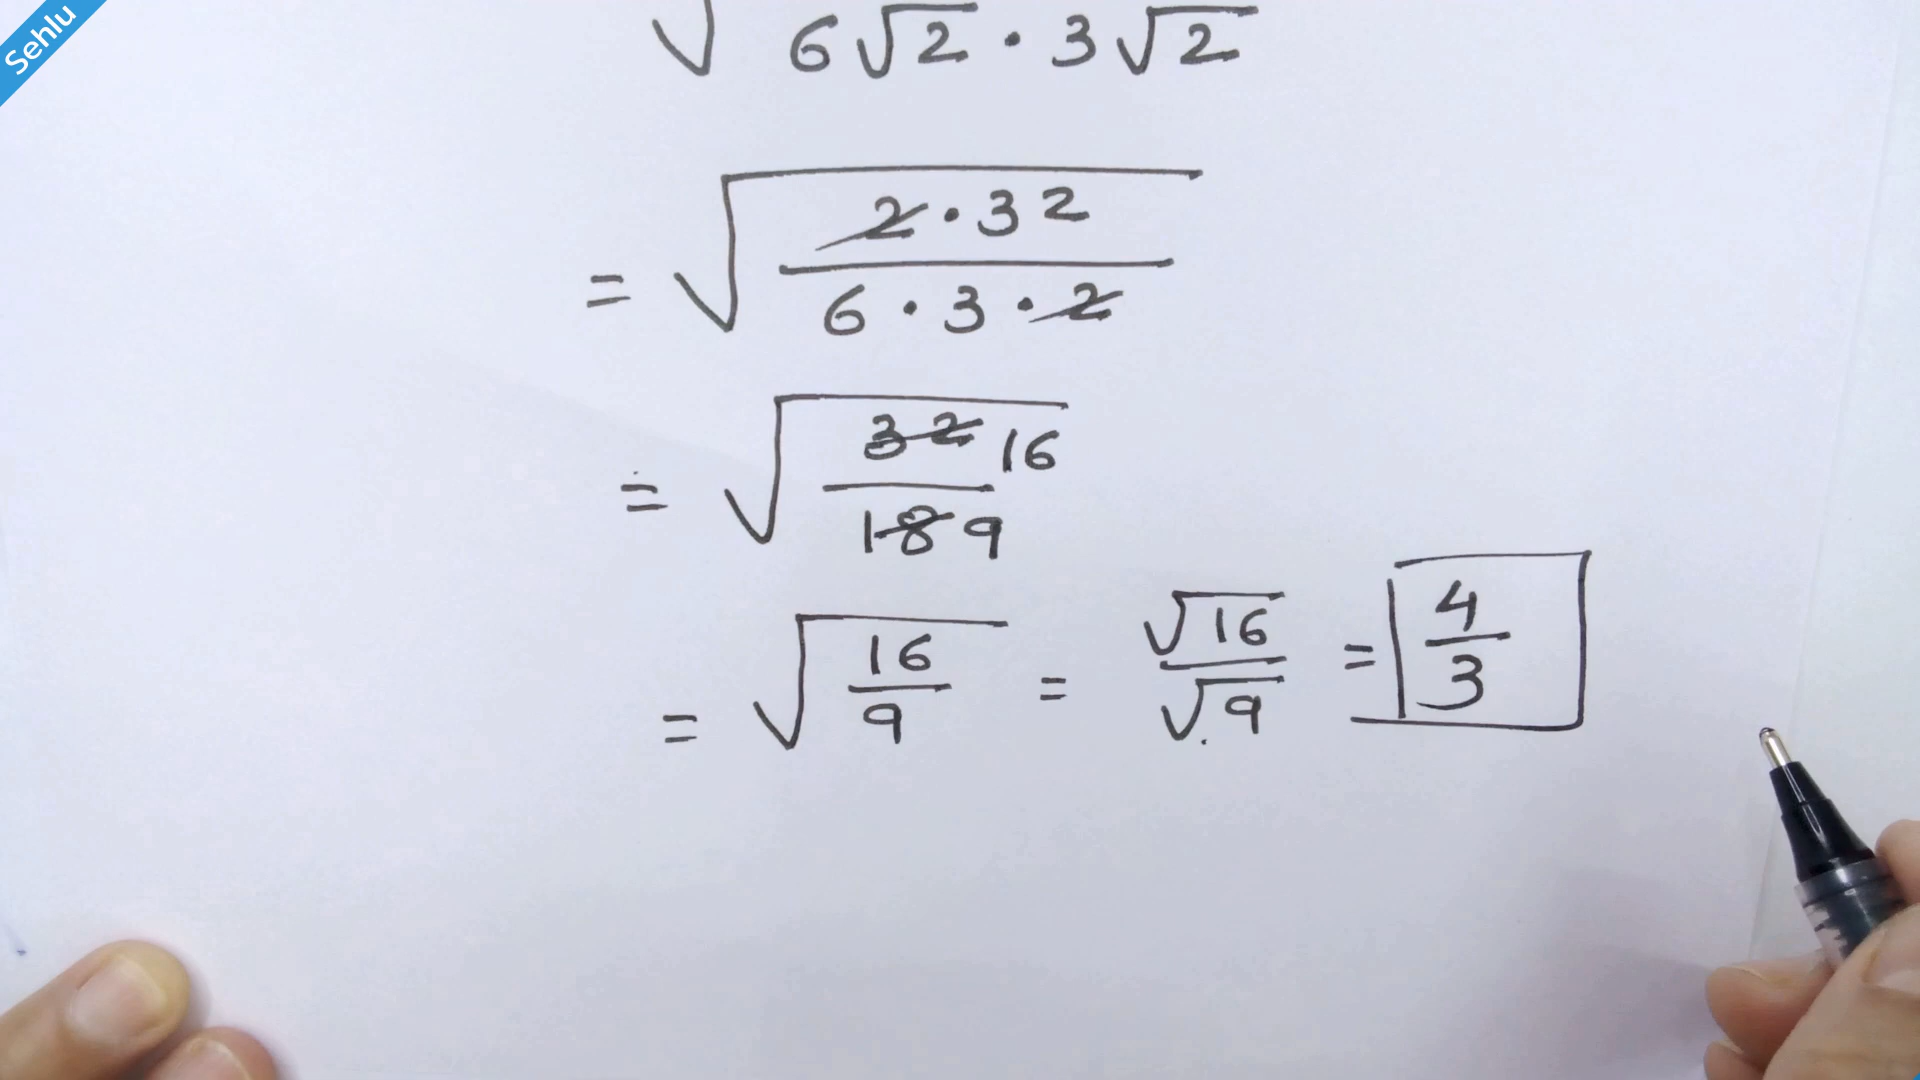 Sehlu
√ 6√2 · 3√2
= √(2 · 32 / 6 · 3 · 2)
= √(32 16 / 18 9)
= √(16/9) = √16/√9 = 4/3